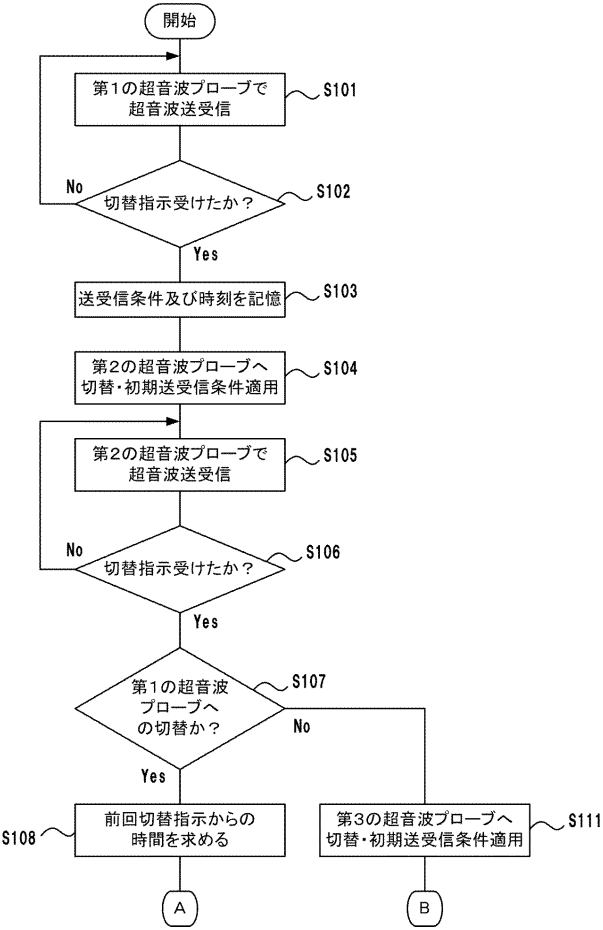 開始
第1の超音波プローブで
超音波送受信
S101
切替指示受けたか？
S102
No
Yes
送受信条件及び時刻を記憶
S103
第2の超音波プローブへ
切替・初期送受信条件適用
S104
第2の超音波プローブで
超音波送受信
S105
切替指示受けたか？
S106
No
Yes
第1の超音波
プローブへ
の切替か？
S107
No
Yes
前回切替指示からの
時間を求める
S108
第3の超音波プローブへ
切替・初期送受信条件適用
S111
A
B